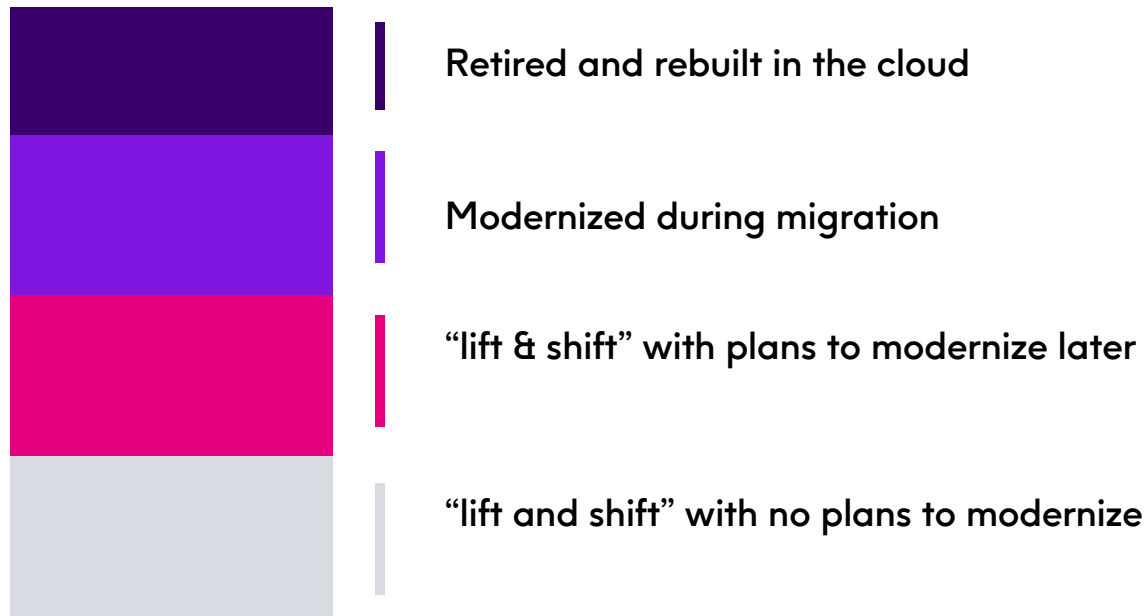 Retired and rebuilt in the cloud
Modernized during migration
“lift & shift” with plans to modernize later
“lift and shift” with no plans to modernize